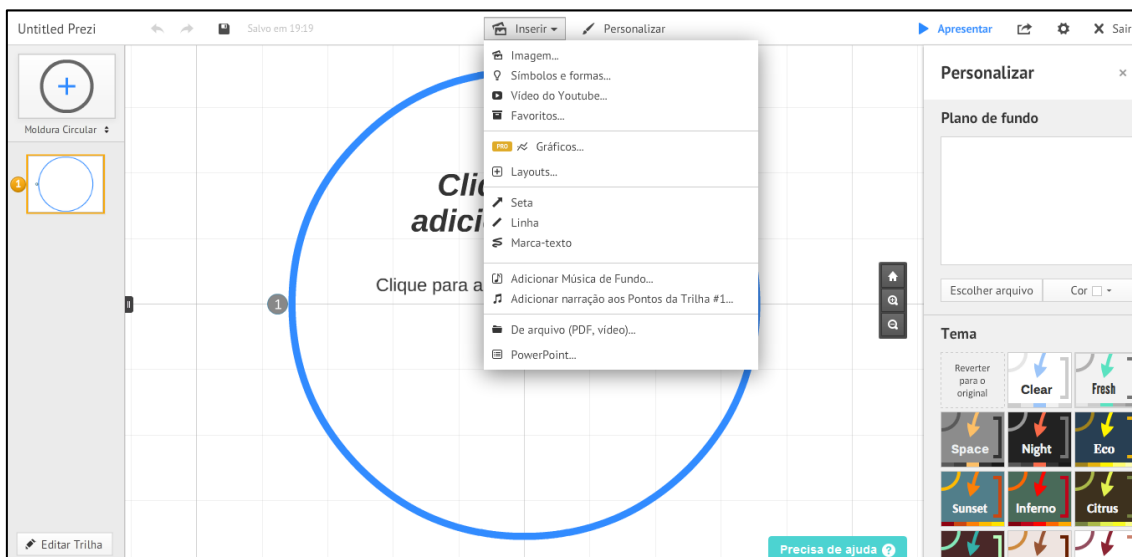 Untitled Prezi
Salvo em 19:19
Inserir
Personalizar
Apresentar
Sair
Moldura Circular
1
Editar Trilha
Imagem...
Símbolos e formas...
Vídeo do Youtube...
Favoritos...
PRO Gráficos...
Layouts...
Seta
Linha
Marca-texto
Adicionar Música de Fundo...
Adicionar narração aos Pontos da Trilha #1...
De arquivo (PDF, vídeo)...
PowerPoint...
Clique para a
1
Precisa de ajuda ?
Personalizar
Plano de fundo
Escolher arquivo
Cor
Tema
Reverter
para o
original
Clear
Fresh
Space
Night
Eco
Sunset
Inferno
Citrus